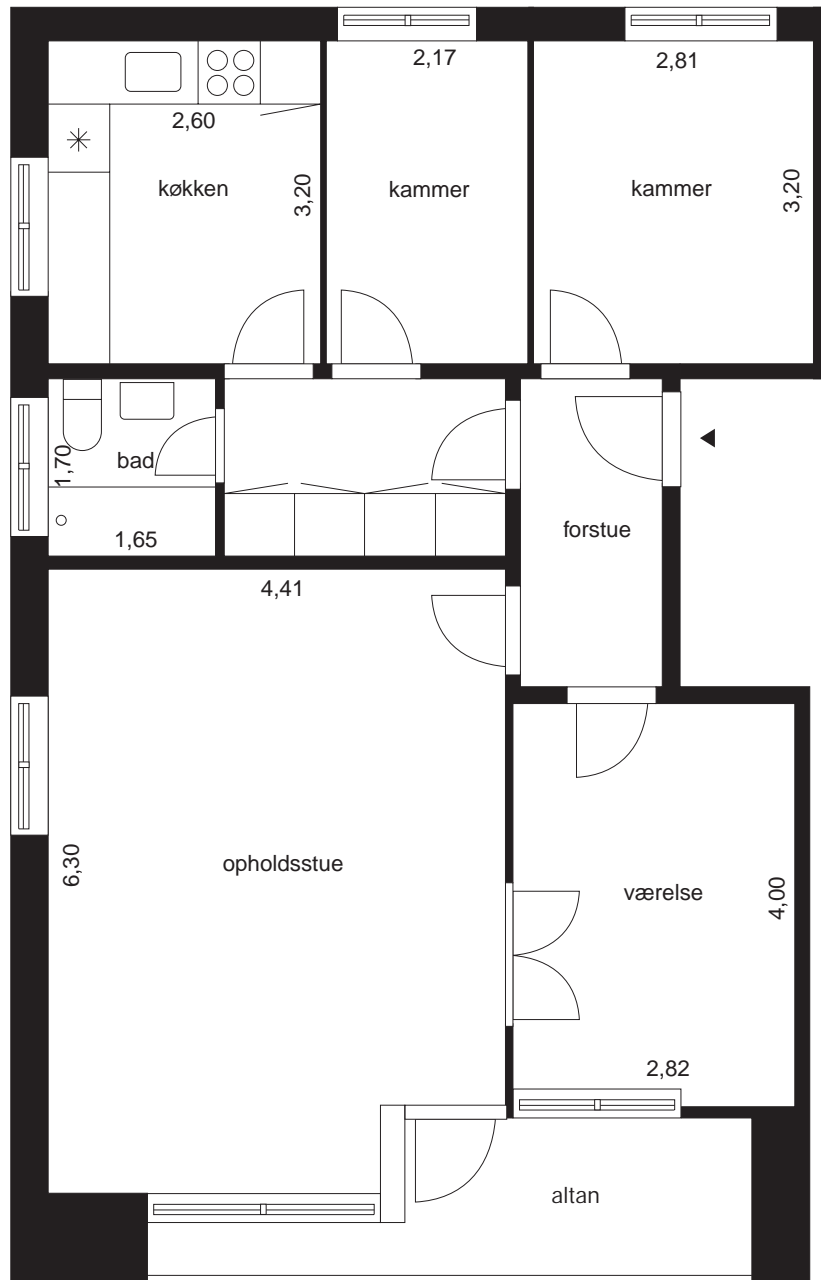 2,17
2,81
2,60
køkken
3,20
kammer
kammer
3,20
1,70
bad
1,65
forstue
4,41
6,30
opholdsstue
værelse
4,00
2,82
altan